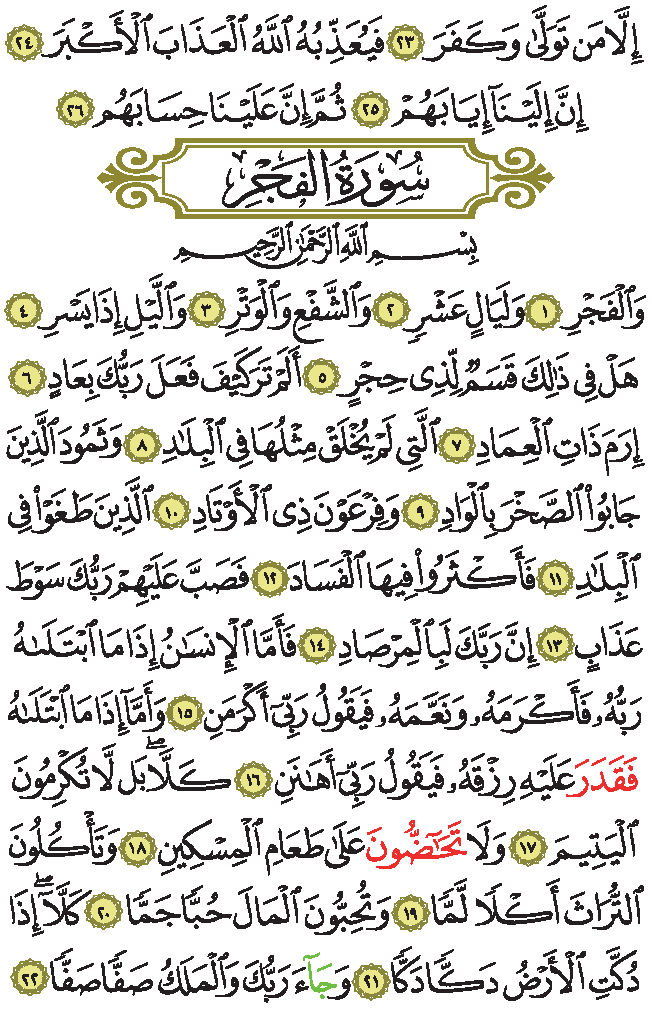 إِلَّا مَن تَوَلَّىٰ وَكَفَرَ ٢٣ فَيُعَذِّبُهُ ٱللَّهُ ٱلْعَذَابَ ٱلْأَكْبَرَ ٢٤
إِنَّ إِلَيْنَآ إِيَابَهُمْ ٢٥ ثُمَّ إِنَّ عَلَيْنَا حِسَابَهُم ٢٦
سُورَةُ الفَجْرِ
بِسْمِ ٱللَّهِ ٱلرَّحْمَٰنِ ٱلرَّحِيمِ
وَٱلْفَجْرِ ١ وَلَيَالٍ عَشْرٍ ٢ وَٱلشَّفْعِ وَٱلْوَتْرِ ٣ وَٱلَّيْلِ إِذَا يَسْرِ ٤
هَلْ فِى ذَٰلِكَ قَسَمٌ لِّذِى حِجْرٍ ٥ أَلَمْ تَرَ كَيْفَ فَعَلَ رَبُّكَ بِعَادٍ ٦
إِرَمَ ذَاتِ ٱلْعِمَادِ ٧ ٱلَّتِى لَمْ يُخْلَقْ مِثْلُهَا فِى ٱلْبِلَٰدِ ٨ وَثَمُودَ ٱلَّذِينَ
جَابُوا۟ ٱلصَّخْرَ بِٱلْوَادِ ٩ وَفِرْعَوْنَ ذِى ٱلْأَوْتَادِ ١٠ ٱلَّذِينَ طَغَوْا۟ فِى
ٱلْبِلَٰدِ ١١ فَأَكْثَرُوا۟ فِيهَا ٱلْفَسَادَ ١٢ فَصَبَّ عَلَيْهِمْ رَبُّكَ سَوْطَ
عَذَابٍ ١٣ إِنَّ رَبَّكَ لَبِٱلْمِرْصَادِ ١٤ فَأَمَّا ٱلْإِنسَٰنُ إِذَا مَا ٱبْتَلَىٰهُ
رَبُّهُۥ فَأَكْرَمَهُۥ وَنَعَّمَهُۥ فَيَقُولُ رَبِّىٓ أَكْرَمَنِ ١٥ وَأَمَّآ إِذَا مَا ٱبْتَلَىٰهُ
فَقَدَرَ عَلَيْهِ رِزْقَهُۥ فَيَقُولُ رَبِّىٓ أَهَٰنَنِ ١٦ كَلَّا ۖ بَل لَّا تُكْرِمُونَ
ٱلْيَتِيمَ ١٧ وَلَا تَحَٰٓضُّونَ عَلَىٰ طَعَامِ ٱلْمِسْكِينِ ١٨ وَتَأْكُلُونَ
ٱلتُّرَاثَ أَكْلًا لَّمًّا ١٩ وَتُحِبُّونَ ٱلْمَالَ حُبًّا جَمًّا ٢٠ كَلَّآ ۖ إِذَا
دُكَّتِ ٱلْأَرْضُ دَكًّا دَكًّا ٢١ وَجَآءَ رَبُّكَ وَٱلْمَلَكُ صَفًّا صَفًّا ٢٢